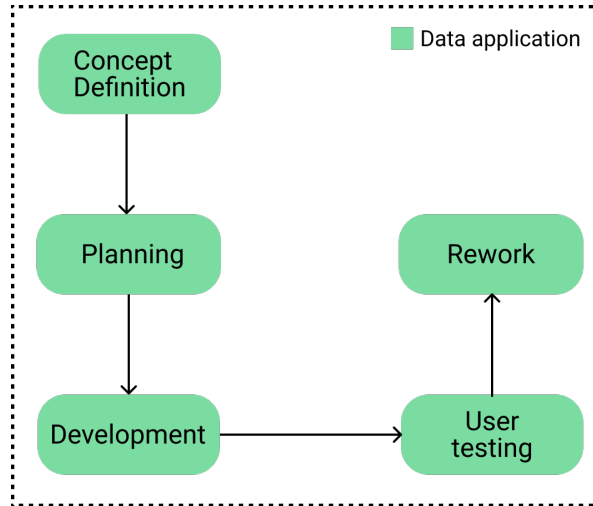 Concept
Definition
Data application
Planning
Rework
Development
User
testing